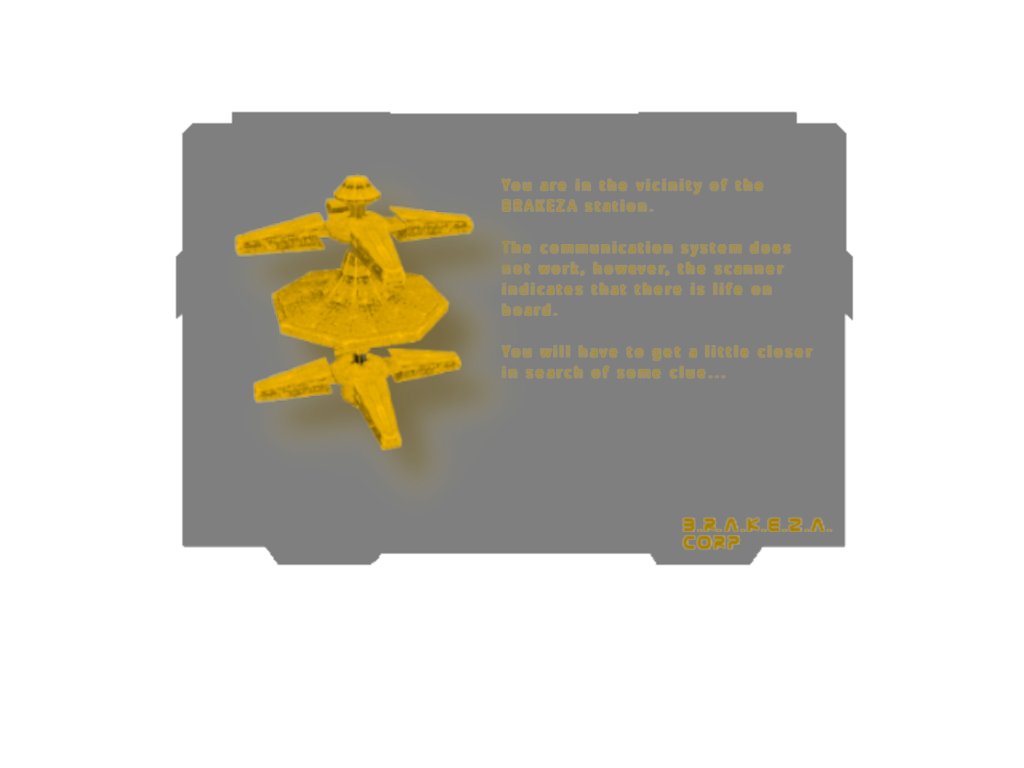 You are in the vicinity of the
BRAKEZA station.
The communication system does
not work, however, the scanner
indicates that there is life on
board.
You will have to get a little closer
in search of some clue...
B.R.A.K.E.Z.A.
CORP